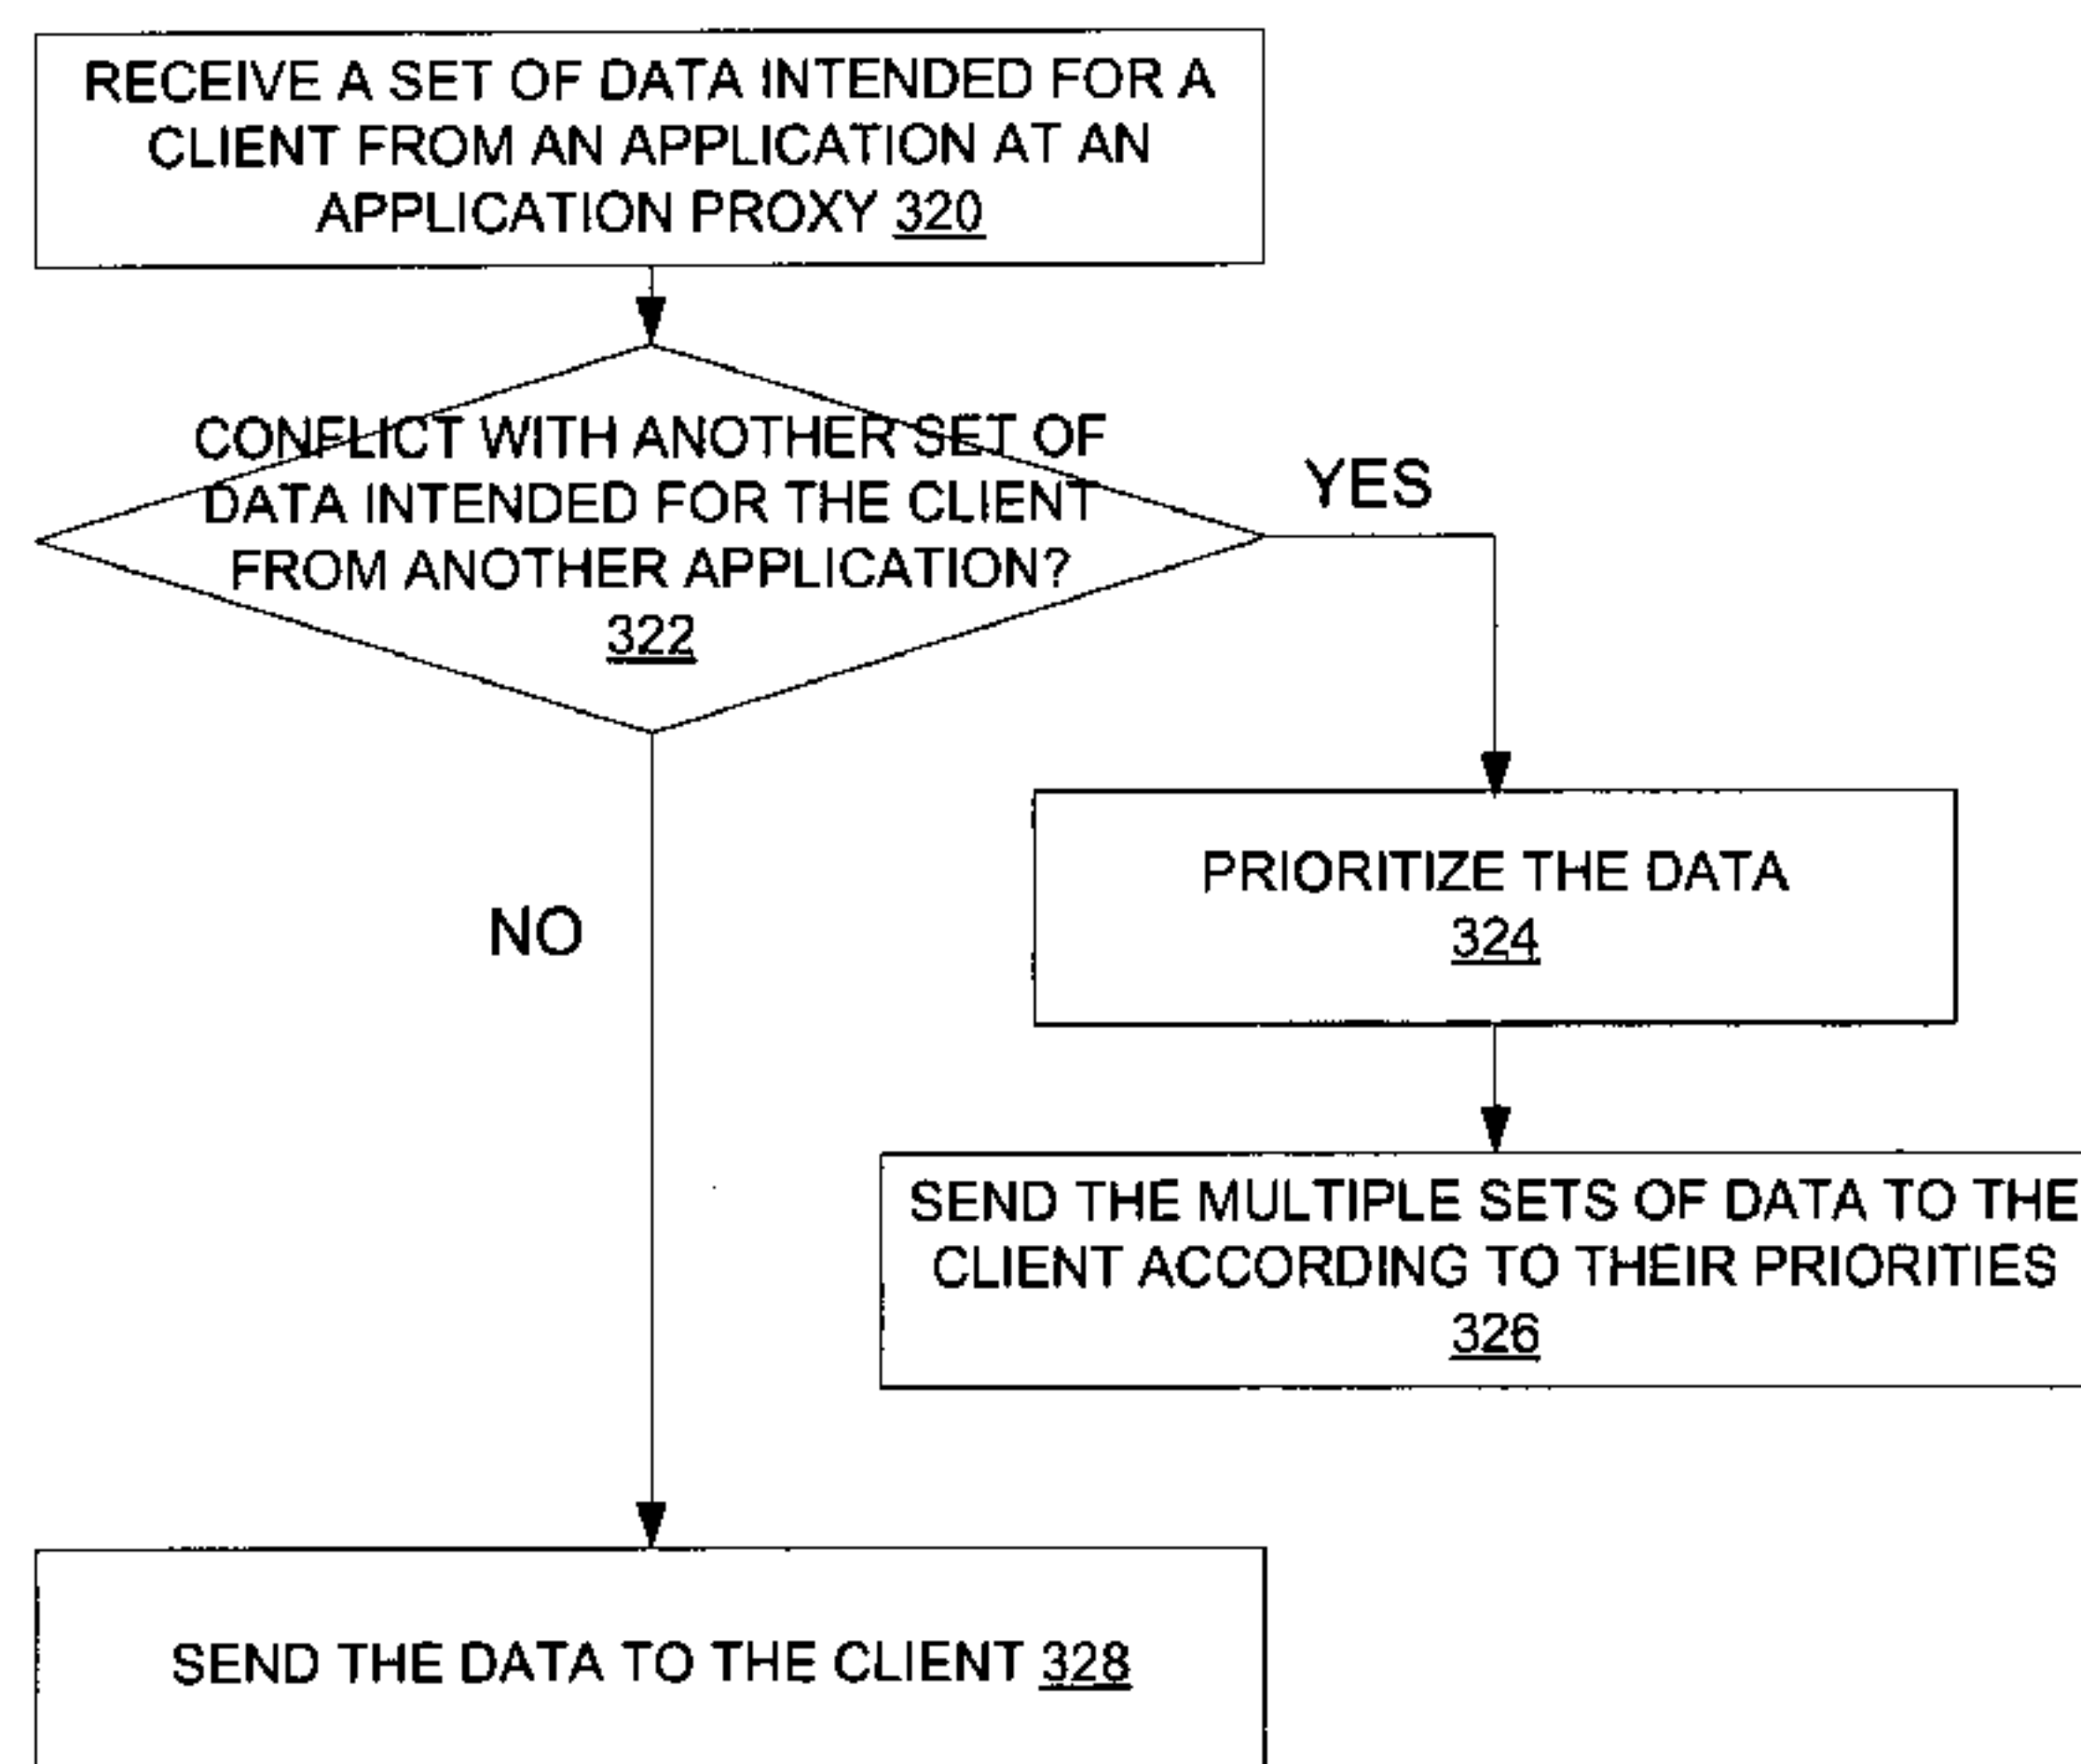 RECEIVE A SET OF DATA INTENDED FOR A
CLIENT FROM AN APPLICATION AT AN
APPLICATION PROXY 320
CONFLICT WITH ANOTHER SET OF
DATA INTENDED FOR THE CLIENT
FROM ANOTHER APPLICATION?
322
YES
PRIORITIZE THE DATA
324
NO
SEND THE MULTIPLE SETS OF DATA TO THE
CLIENT ACCORDING TO THEIR PRIORITIES
326
SEND THE DATA TO THE CLIENT 328